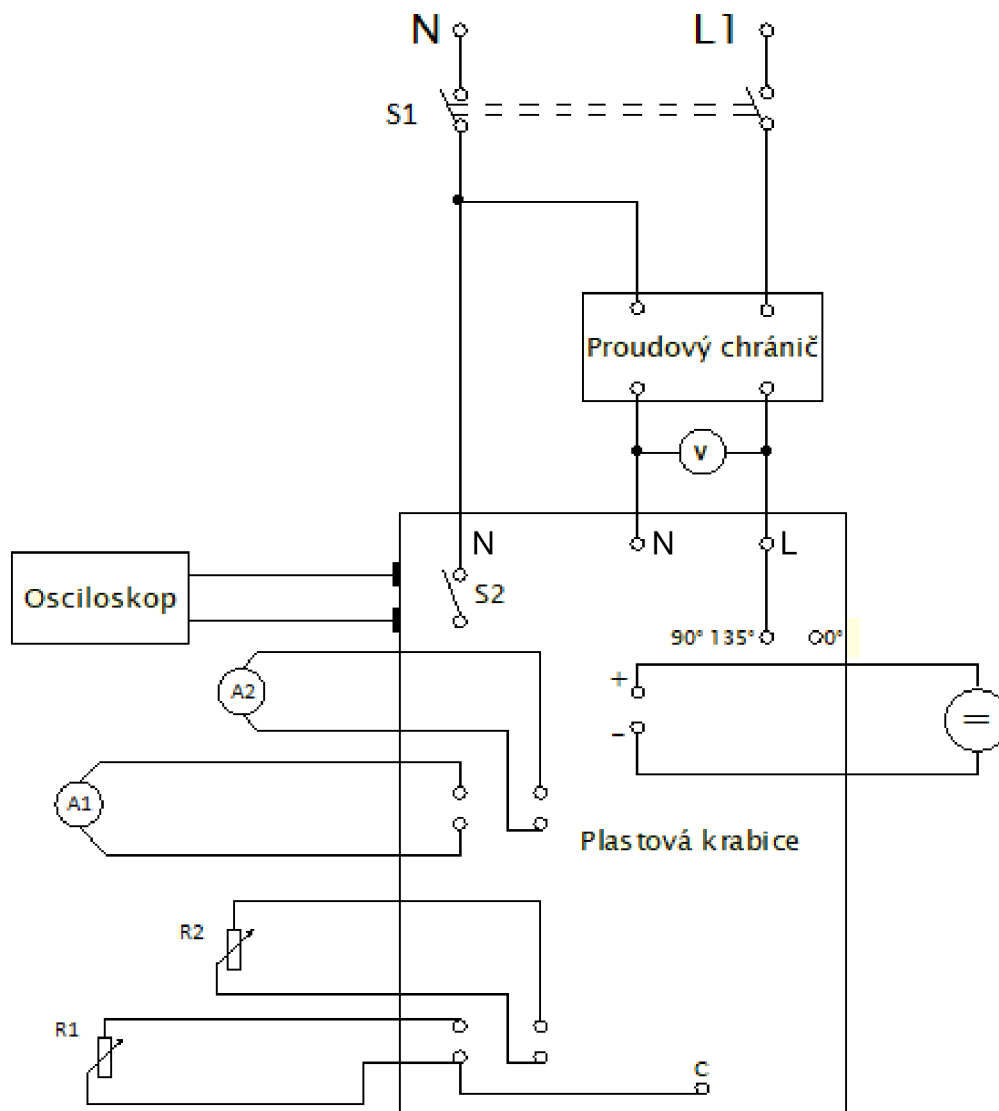 N L1
S1
Proudový chránič
V
N N L
Osciloskop
S2
90° 135° 0°
A2
+
=
-
A1
Plastová krabice
R2
R1
C